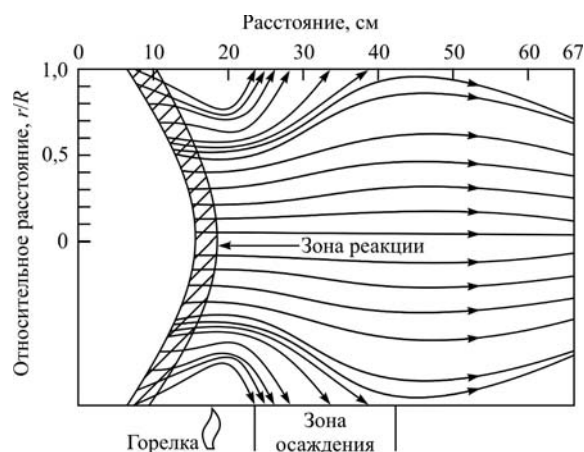 Расстояние, см
0 10 20 30 40 50 60 67
1,0
0,5
0
Относительное расстояние, r/R
Зона реакции
Горелка
Зона
осаждения